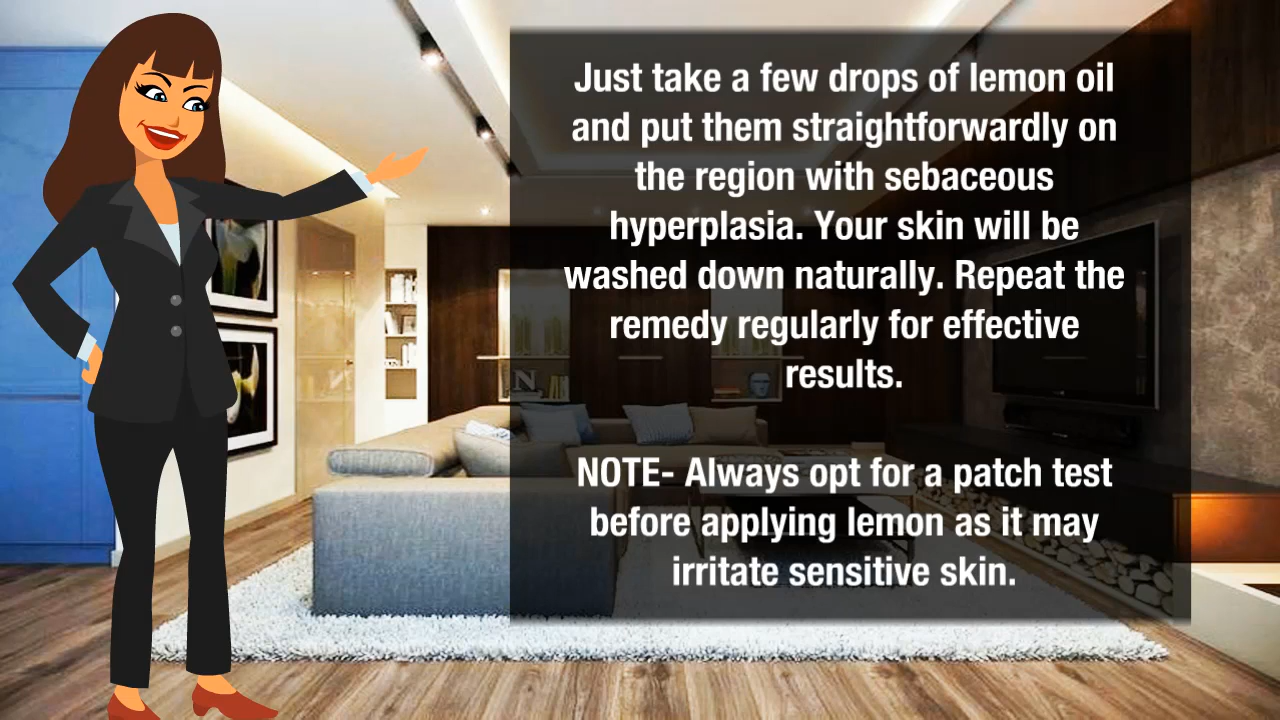 Just take a few drops of lemon oil
and put them straightforwardly on
the region with sebaceous
hyperplasia. Your skin will be
washed down naturally. Repeat the
remedy regularly for effective
results.
NOTE- Always opt for a patch test
before applying lemon as it may
irritate sensitive skin.
N